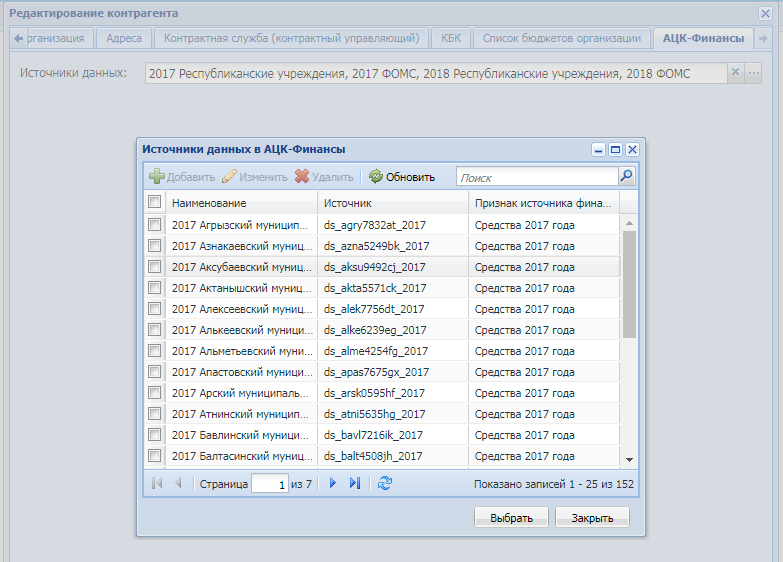 Редактирование контрагента
рганизация Адреса Контрактная служба (контрактный управляющий) КБК Список бюджетов организации АЦК-Финансы
Источники данных: 2017 Республиканские учреждения, 2017 ФОМС, 2018 Республиканские учреждения, 2018 ФОМС
Источники данных в АЦК-Финансы
Добавить Изменить Удалить Обновить Поиск
Наименование Источник Признак источника фина...
2017 Агрызский муницип... ds_agry7832at_2017 Средства 2017 года
2017 Азнакаевский муниц... ds_azna5249bk_2017 Средства 2017 года
2017 Аксубаевский муниц... ds_aksu9492cj_2017 Средства 2017 года
2017 Актанышский муниц... ds_akta5571ck_2017 Средства 2017 года
2017 Алексеевский муниц... ds_alek7756dt_2017 Средства 2017 года
2017 Алькеевский муниц... ds_alke6239eg_2017 Средства 2017 года
2017 Альметьевский муни... ds_alme4254fg_2017 Средства 2017 года
2017 Апастовский муници... ds_apas7675gx_2017 Средства 2017 года
2017 Арский муниципаль... ds_arsk0595hf_2017 Средства 2017 года
2017 Атнинский муницип... ds_atni5635hg_2017 Средства 2017 года
2017 Бавлинский муници... ds_bavl7216ik_2017 Средства 2017 года
2017 Балтасинский муниц... ds_balt4508jh_2017 Средства 2017 года
Страница 1 из 7 Показано записей 1 - 25 из 152
Выбрать Закрыть